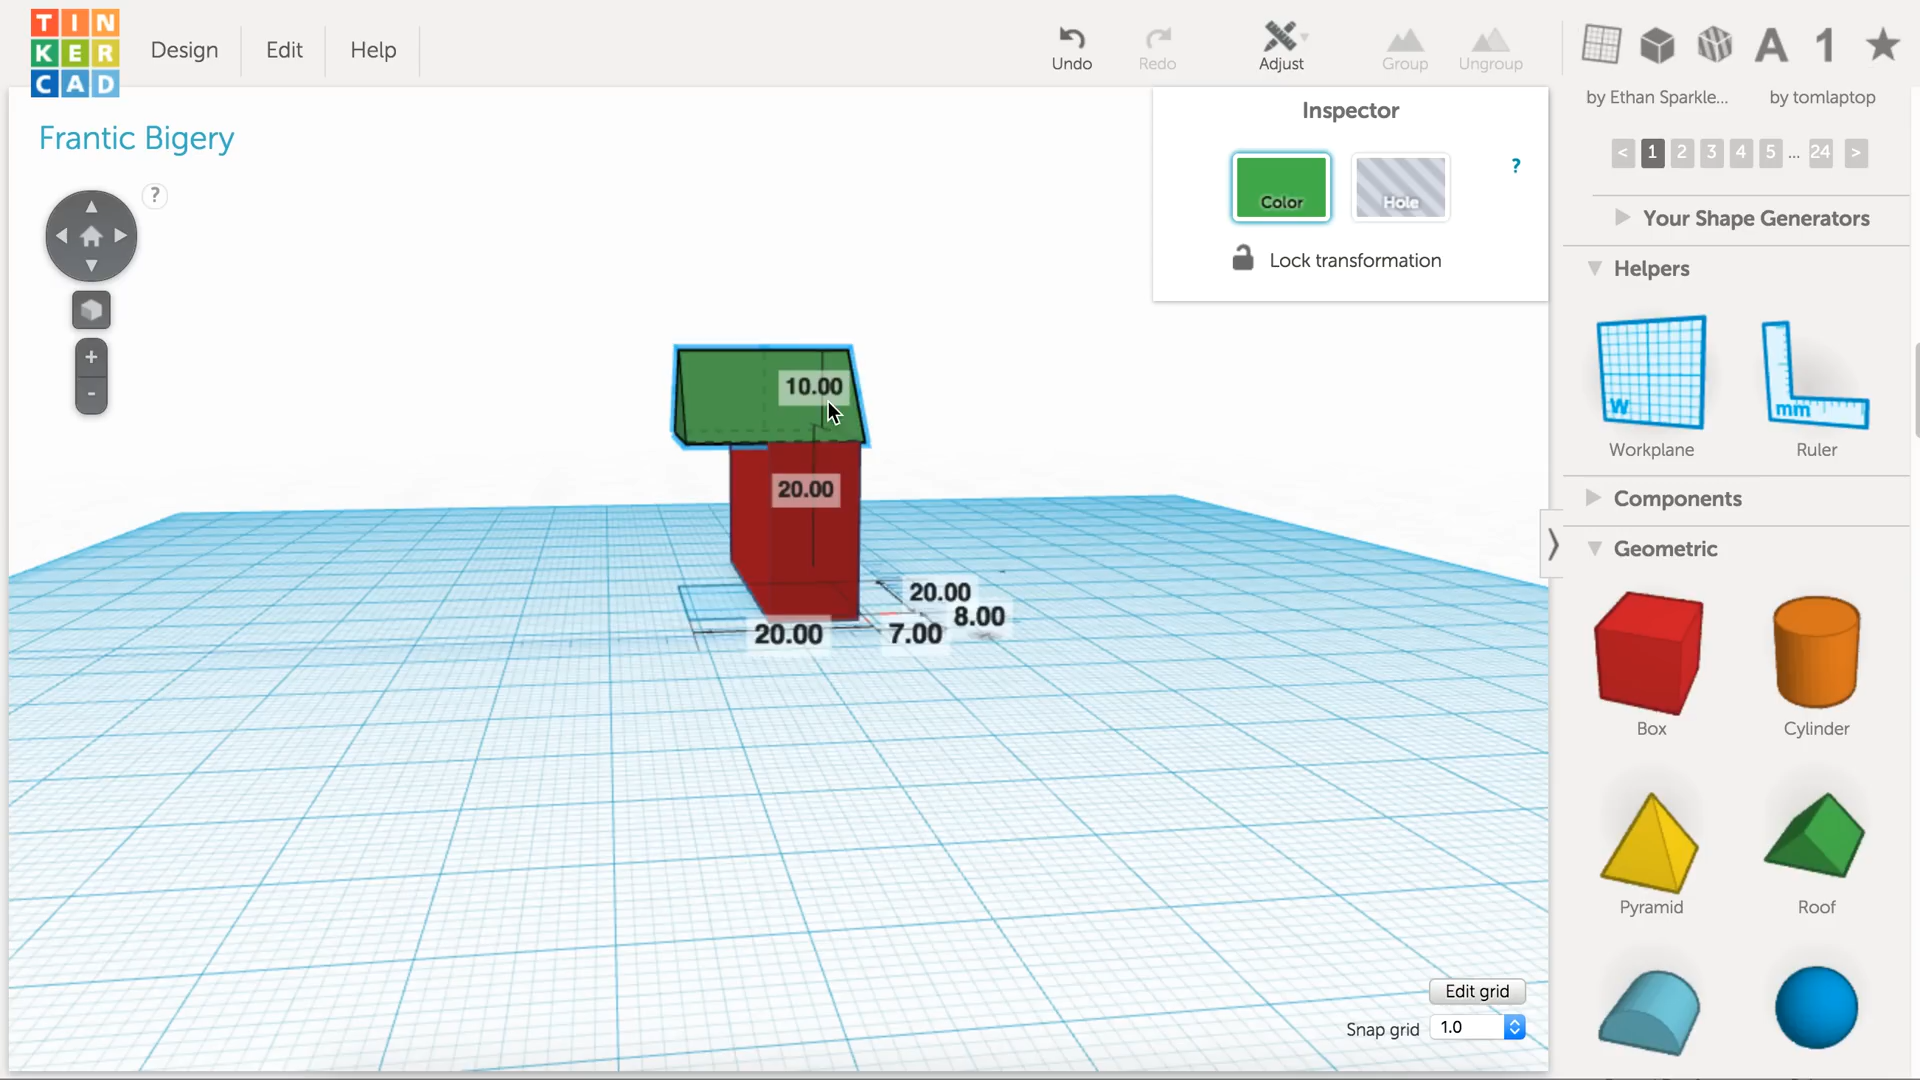 TIN
KER
CAD
Design
Edit
Help
Undo
Redo
Adjust
Group
Ungroup
A
1
by Ethan Sparkle...
by tomlaptop
< 1 2 3 4 5 ... 24 >
Frantic Bigery
?
+
-
Inspector
Color
Hole
?
Lock transformation
Your Shape Generators
Helpers
W
mm
Workplane
Ruler
Components
Geometric
Box
Cylinder
Pyramid
Roof
10.00
20.00
20.00
8.00
20.00
7.00
Edit grid
Snap grid
1.0